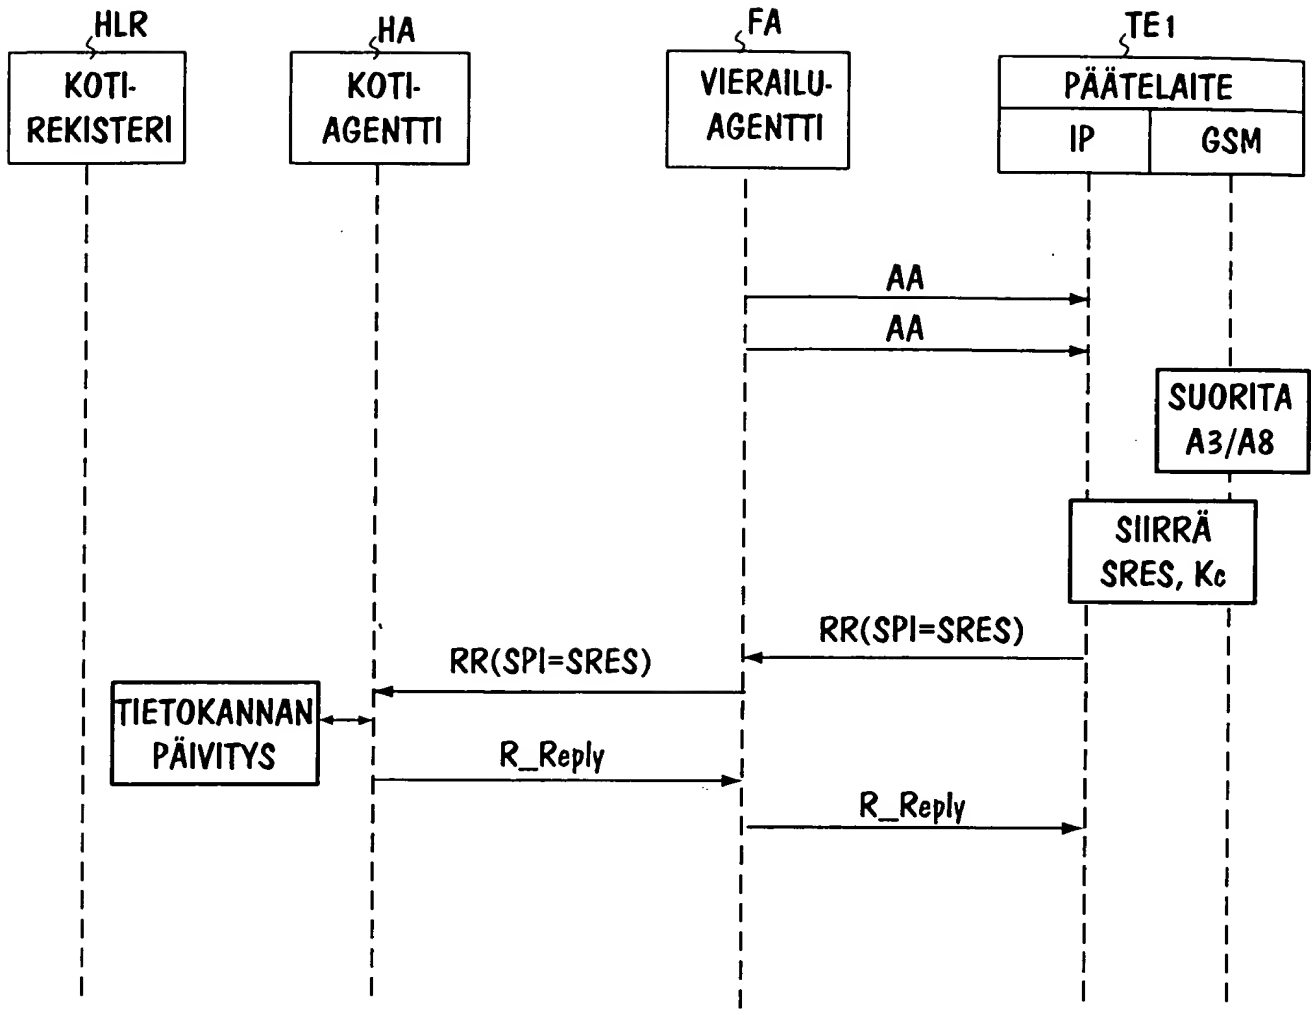 HLR
HA
FA
TE1
KOTI-
REKISTERI
KOTI-
AGENTTI
VIERAILU-
AGENTTI
PÄÄTELAITE
IP
GSM
AA
AA
SUORITA
A3/A8
SIIRRÄ
SRES, Kc
RR(SPI=SRES)
RR(SPI=SRES)
TIETOKANNAN
PÄIVITYS
R_Reply
R_Reply